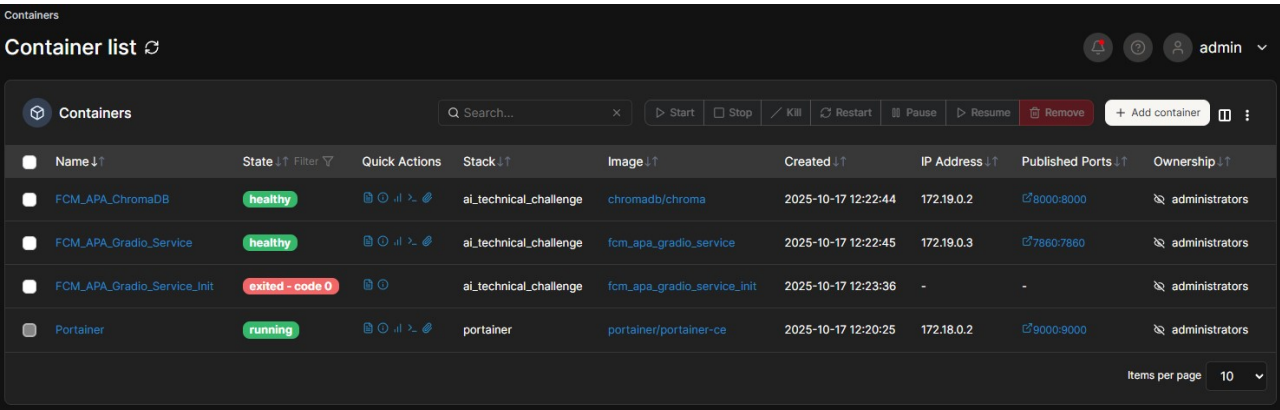 Containers
Container list
admin
Containers
Search...
Start Stop Kill Restart Pause Resume Remove + Add container
Name State Filter Quick Actions Stack Image Created IP Address Published Ports Ownership
FCM_APA_ChromaDB healthy ai_technical_challenge chromadb/chroma 2025-10-17 12:22:44 172.19.0.2 8000:8000 administrators
FCM_APA_Gradio_Service healthy ai_technical_challenge fcm_apa_gradio_service 2025-10-17 12:22:45 172.19.0.3 7860:7860 administrators
FCM_APA_Gradio_Service_Init exited - code 0 ai_technical_challenge fcm_apa_gradio_service_init 2025-10-17 12:23:36 - - administrators
Portainer running portainer portainer/portainer-ce 2025-10-17 12:20:25 172.18.0.2 9000:9000 administrators
Items per page 10